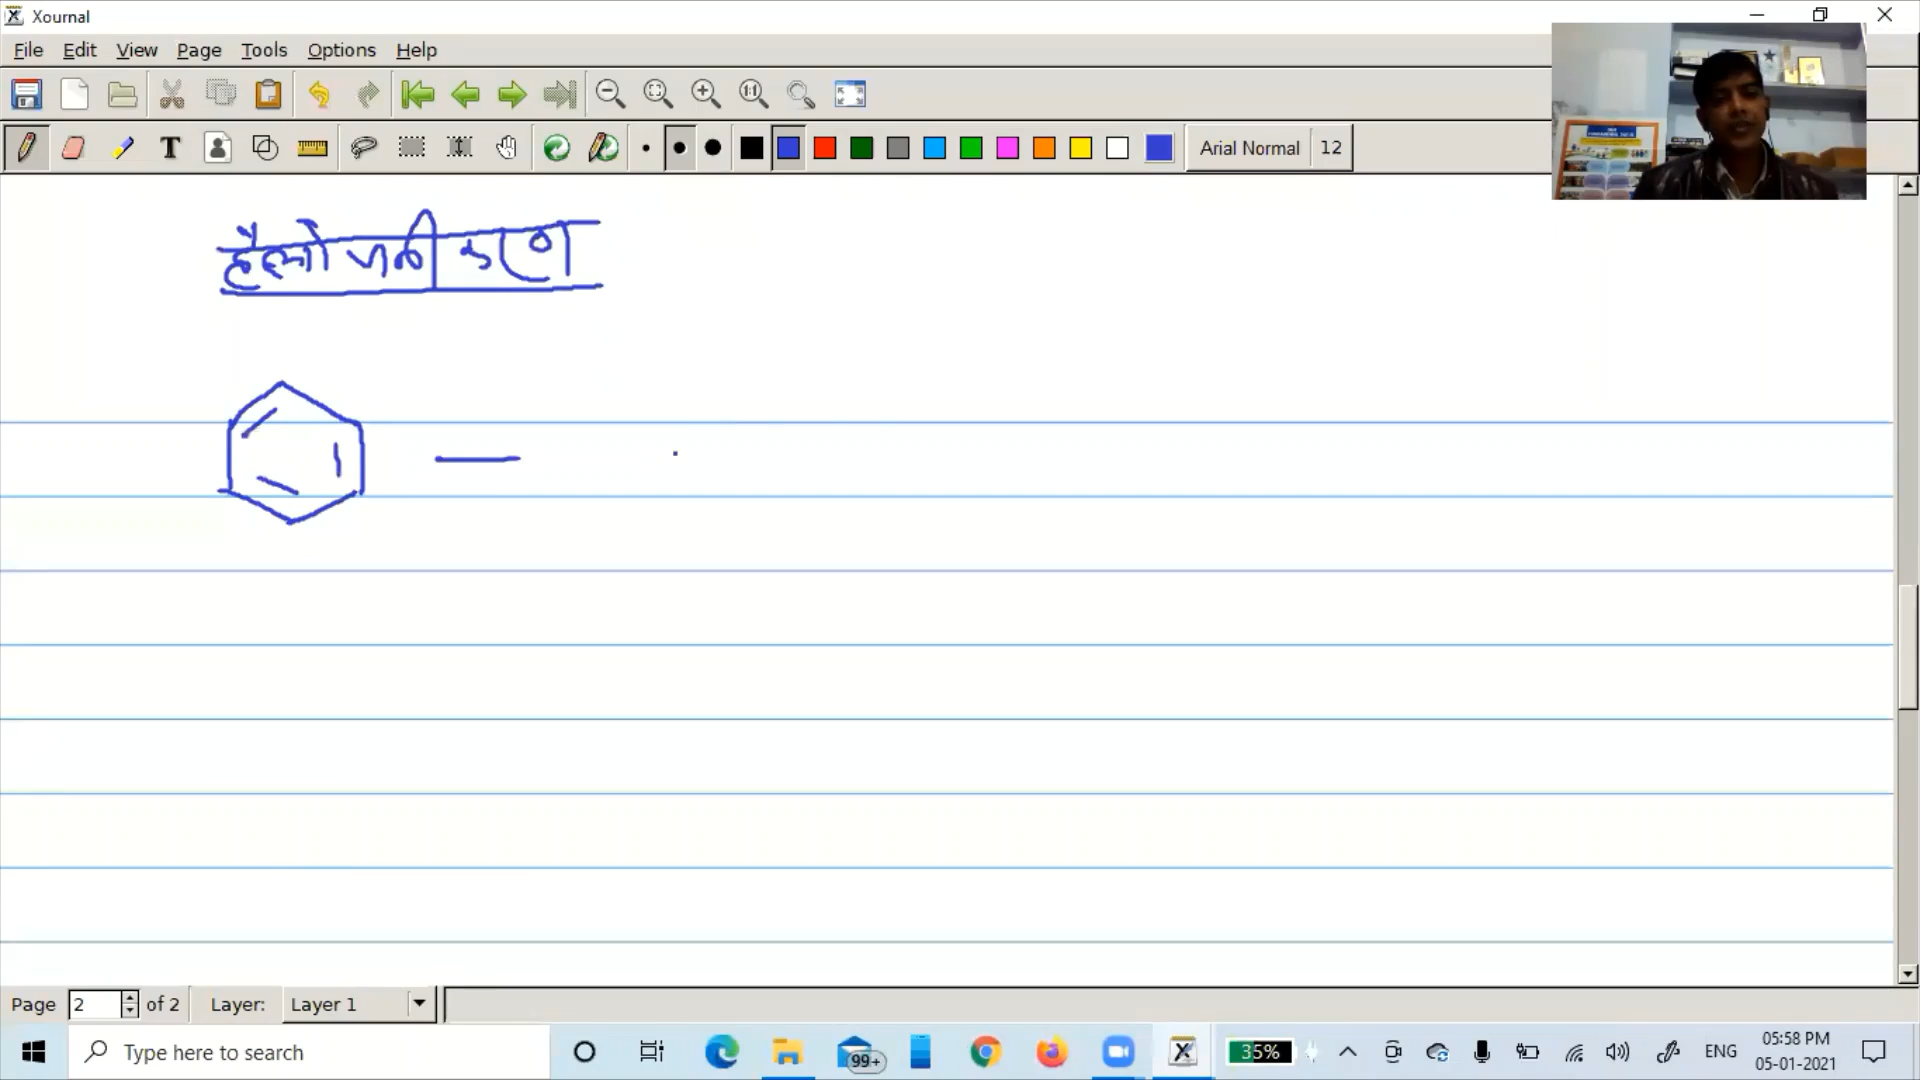 Xournal
File Edit View Page Tools Options Help
T Arial Normal 12
हैलोजनीकरण
Page 2 of 2 Layer: Layer 1
Type here to search 99+ 35% ENG 05:58 PM
05-01-2021